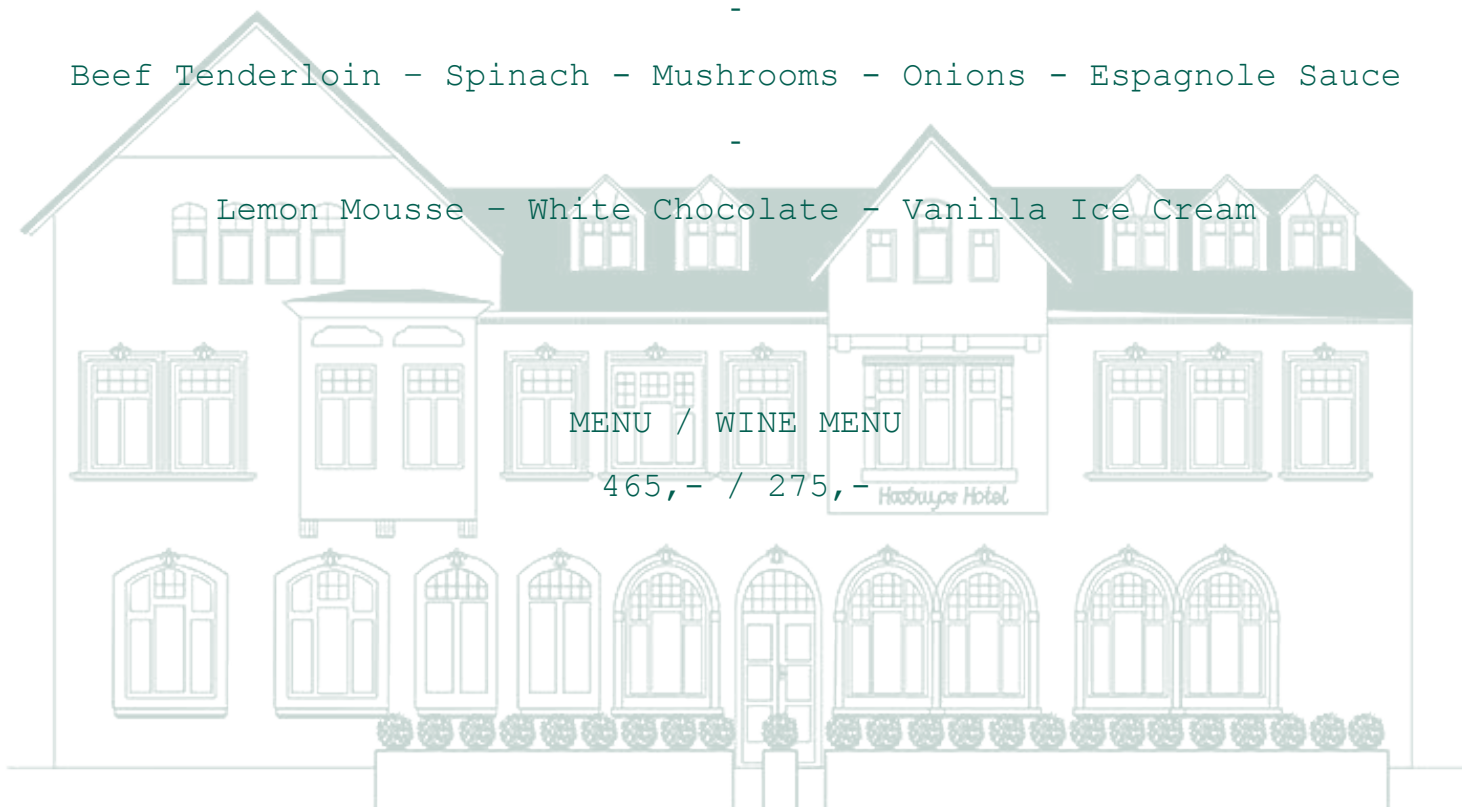 -
Beef Tenderloin – Spinach - Mushrooms - Onions - Espagnole Sauce
-
Lemon Mousse – White Chocolate - Vanilla Ice Cream
MENU / WINE MENU
465,- / 275,-
Hotel